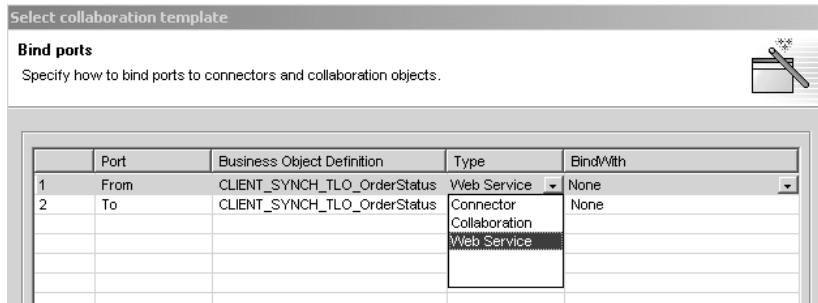 Select collaboration template
Bind ports
Specify how to bind ports to connectors and collaboration objects.
Port Business Object Definition Type BindWith
1 From CLIENT_SYNCH_TLO_OrderStatus Web Service None
2 To CLIENT_SYNCH_TLO_OrderStatus Connector None
Collaboration
Web Service